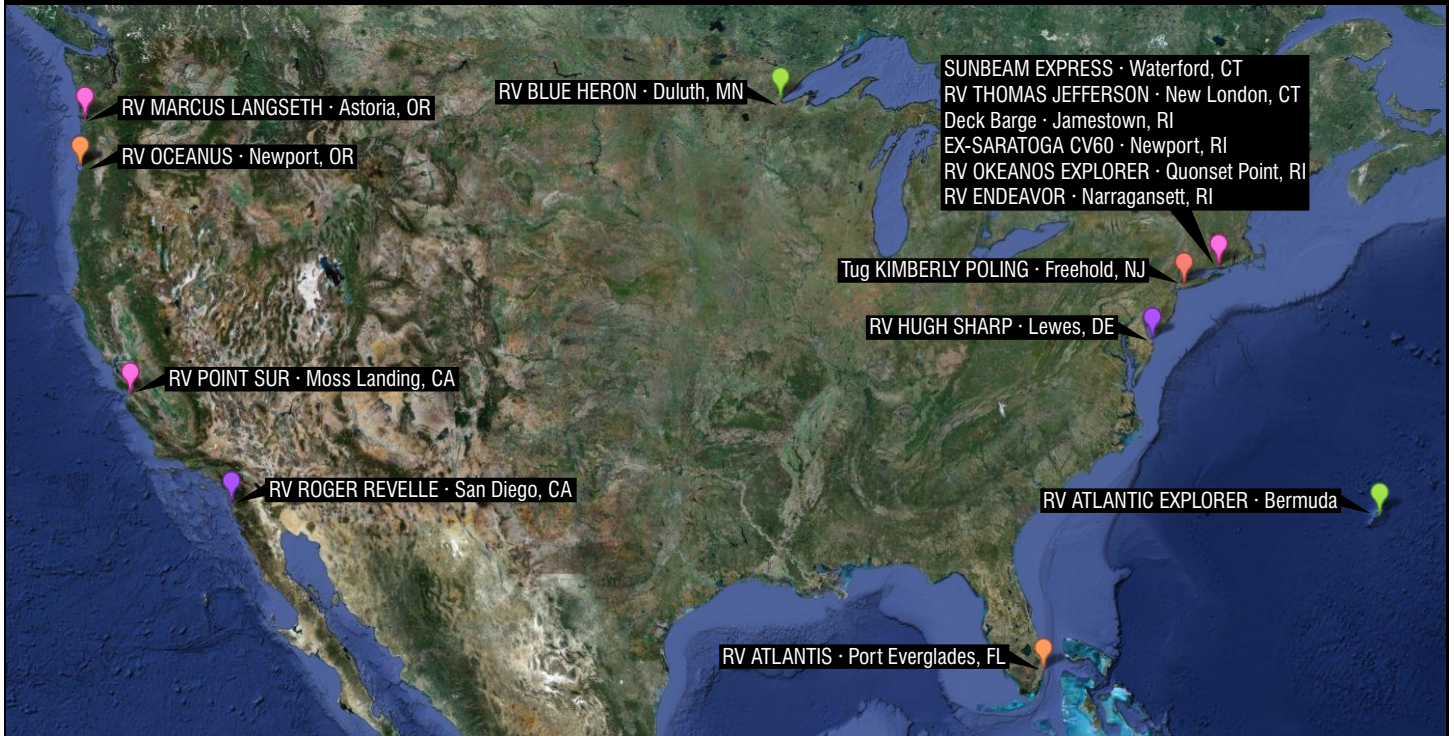 SUNBEAM EXPRESS · Waterford, CT
RV THOMAS JEFFERSON · New London, CT
Deck Barge · Jamestown, RI
EX-SARATOGA CV60 · Newport, RI
RV OKEANOS EXPLORER · Quonset Point, RI
RV ENDEAVOR · Narragansett, RI
RV BLUE HERON · Duluth, MN
RV MARCUS LANGSETH · Astoria, OR
RV OCEANUS · Newport, OR
Tug KIMBERLY POLING · Freehold, NJ
RV HUGH SHARP · Lewes, DE
RV POINT SUR · Moss Landing, CA
RV ROGER REVELLE · San Diego, CA
RV ATLANTIC EXPLORER · Bermuda
RV ATLANTIS · Port Everglades, FL